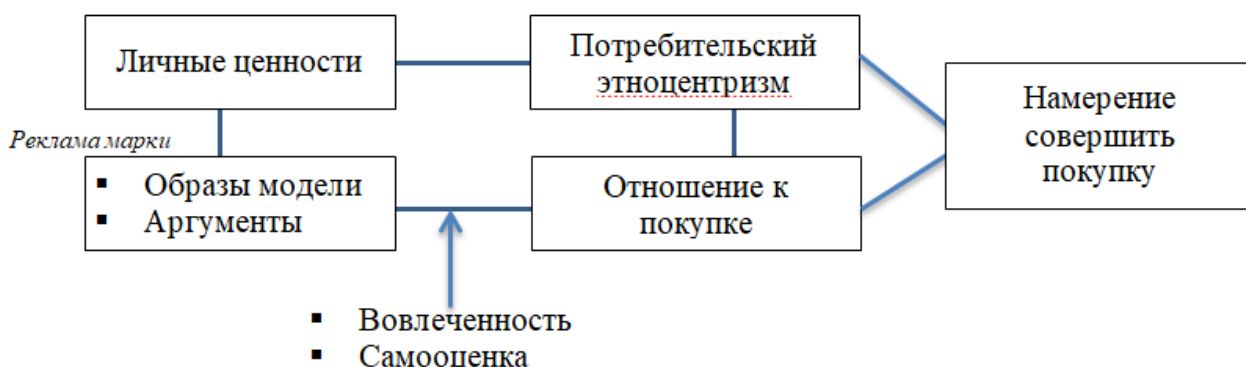 Личные ценности
Потребительский
этноцентризм
Намерение
совершить
покупку
Реклама марки
▪ Образы модели
▪ Аргументы
Отношение к
покупке
▪ Вовлеченность
▪ Самооценка